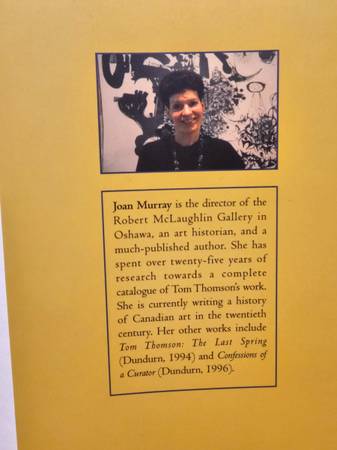 Joan Murray is the director of the
Robert McLaughlin Gallery in
Oshawa, an art historian, and a
much-published author. She has
spent over twenty-five years of
research towards a complete
catalogue of Tom Thomson's work.
She is currently writing a history
of Canadian art in the twentieth
century. Her other works include
Tom Thomson: The Last Spring
(Dundurn, 1994) and Confessions of
a Curator (Dundurn, 1996).